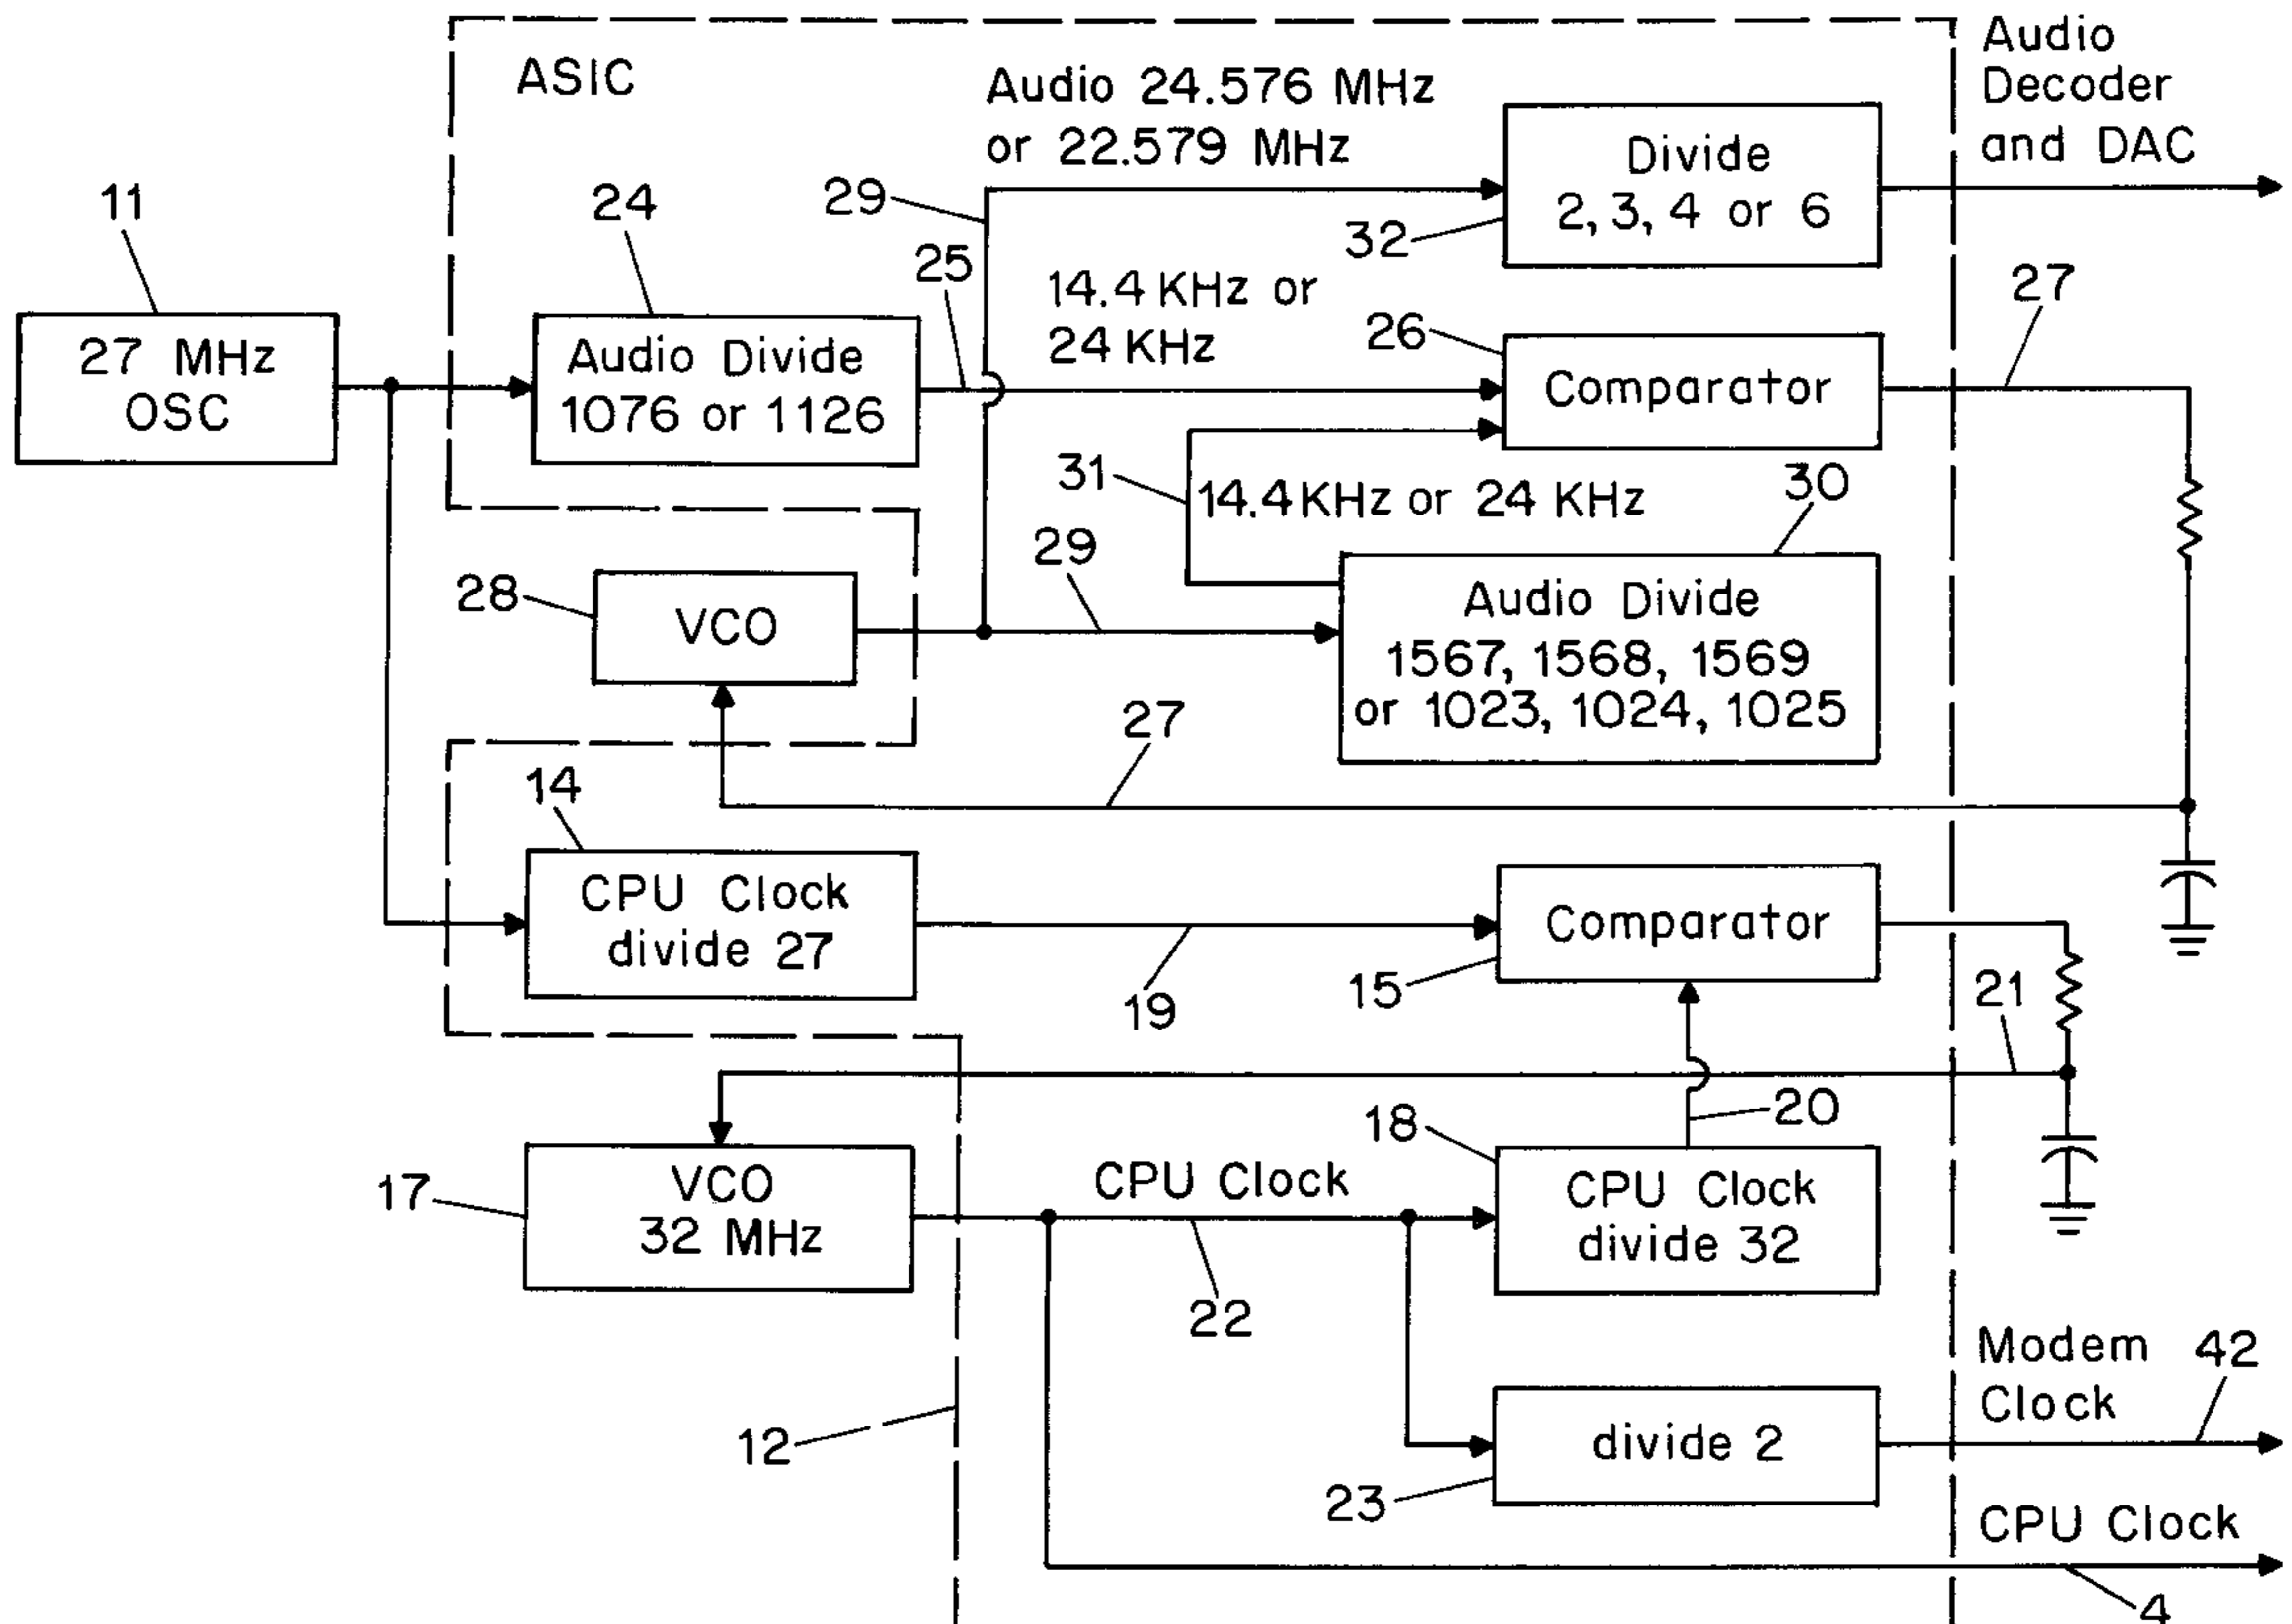 ASIC
Audio
Decoder
and DAC
Audio 24.576 MHz
or 22.579 MHz
Divide
2, 3, 4 or 6
32
29
11
24
25
14.4 KHz or
24 KHz
26
27
27 MHz
OSC
Audio Divide
1076 or 1126
Comparator
31
14.4 KHz or 24 KHz
30
29
28
VCO
Audio Divide
1567, 1568, 1569
or 1023, 1024, 1025
27
14
CPU Clock
divide 27
19
Comparator
15
21
20
18
17
VCO
32 MHz
CPU Clock
22
CPU Clock
divide 32
12
divide 2
23
Modem
Clock
42
CPU Clock
4